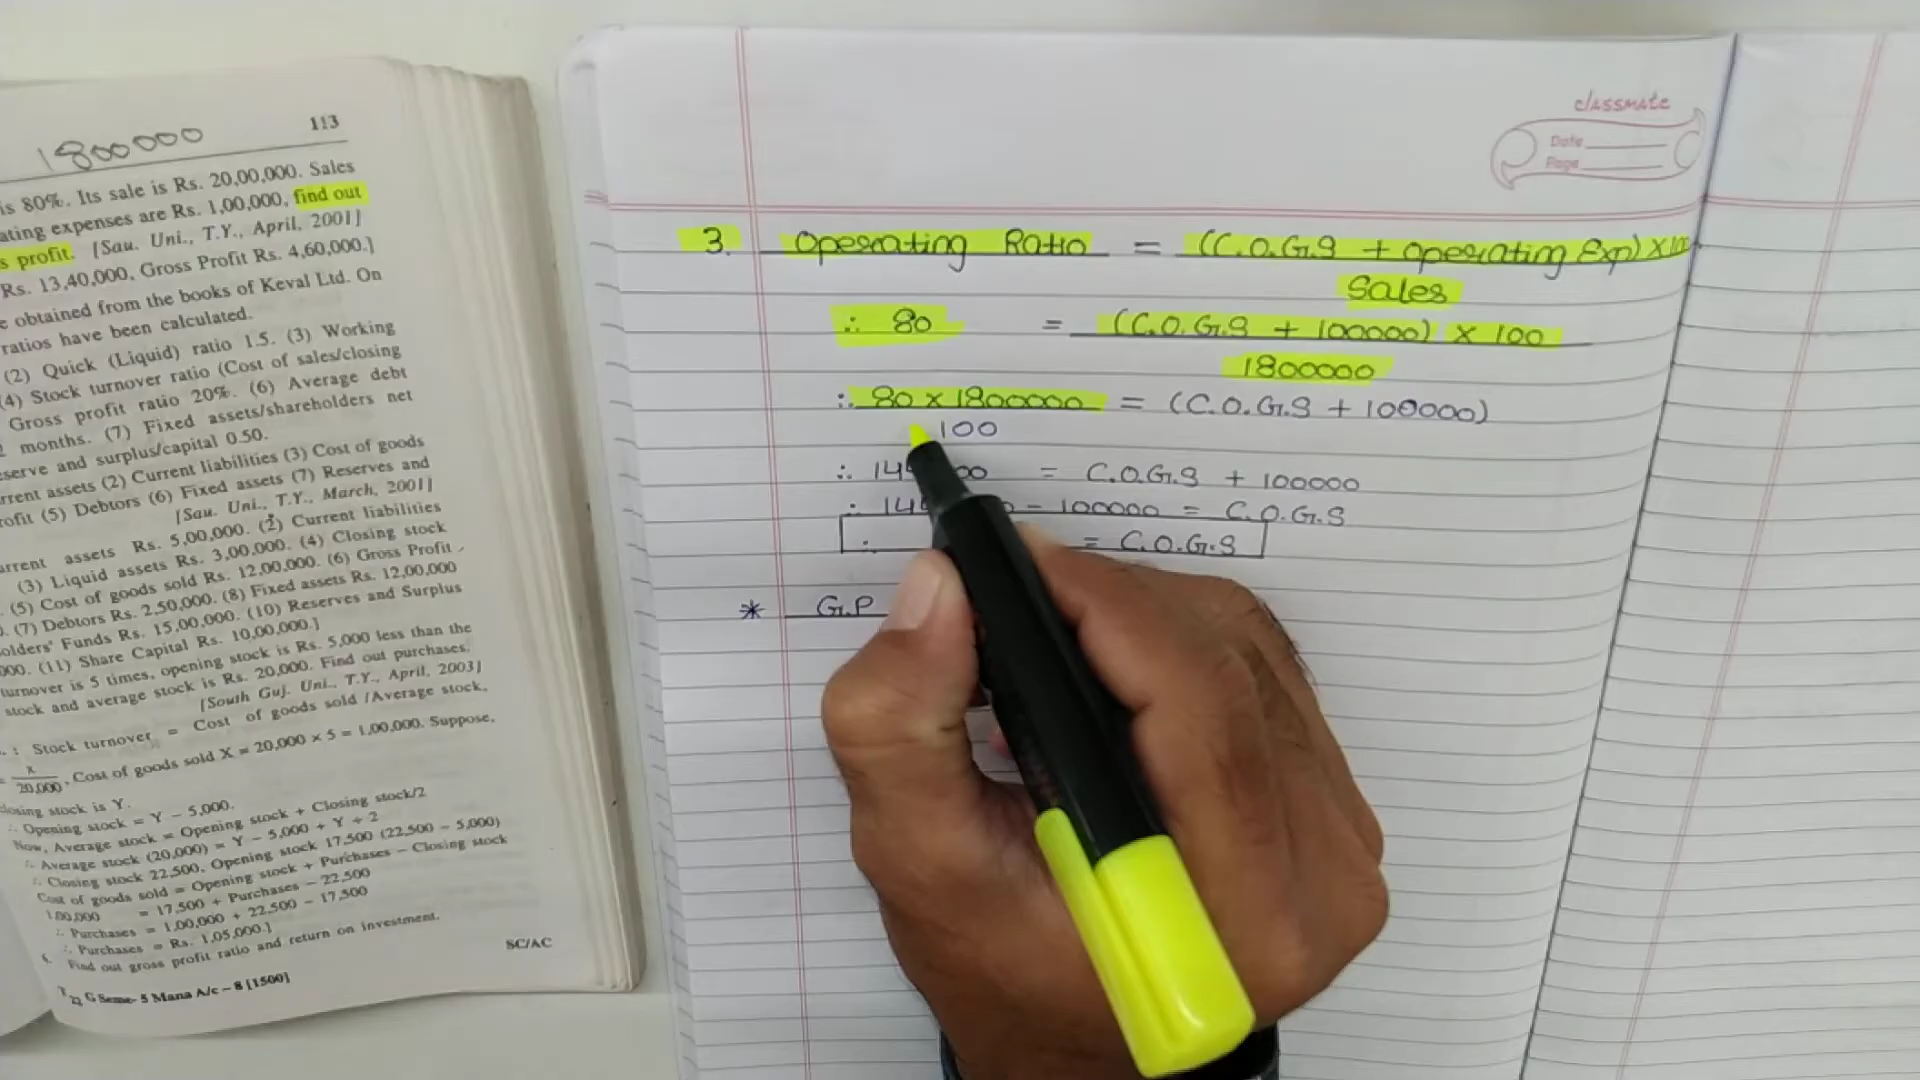 1800000
113
is 80%. Its sale is Rs. 20,00,000. Sales
ating expenses are Rs. 1,00,000, find out
s profit. [Sau. Uni., T.Y., April, 2001]
Rs. 13,40,000, Gross Profit Rs. 4,60,000.]
e obtained from the books of Keval Ltd. On
ratios have been calculated.
(2) Quick (Liquid) ratio 1.5. (3) Working
(4) Stock turnover ratio (Cost of sales/closing
Gross profit ratio 20%. (6) Average debt
months. (7) Fixed assets/shareholders net
serve and surplus/capital 0.50.
rrent assets (2) Current liabilities (3) Cost of goods
rofit (5) Debtors (6) Fixed assets (7) Reserves and
[Sau. Uni., T.Y., March, 2001]
urrent assets Rs. 5,00,000. (2) Current liabilities
(3) Liquid assets Rs. 3,00,000. (4) Closing stock
(5) Cost of goods sold Rs. 12,00,000. (6) Gross Profit
(7) Debtors Rs. 2,50,000. (8) Fixed assets Rs. 12,00,000
olders' Funds Rs. 15,00,000. (10) Reserves and Surplus
000. (11) Share Capital Rs. 10,00,000.]
turnover is 5 times, opening stock is Rs. 5,000 less than the
stock and average stock is Rs. 20,000. Find out purchases.
[South Guj. Uni., T.Y., April, 2003]
: Stock turnover = Cost of goods sold /Average stock,
= x
20,000, Cost of goods sold X = 20,000 × 5 = 1,00,000. Suppose,
closing stock is Y.
∴ Opening stock = Y – 5,000.
Now, Average stock = Opening stock + Closing stock/2
∴ Average stock (20,000) = Y – 5,000 + Y ÷ 2
∴ Closing stock 22,500, Opening stock 17,500 (22,500 – 5,000)
Cost of goods sold = Opening stock + Purchases – Closing stock
1,00,000 = 17,500 + Purchases – 22,500
∴ Purchases = 1,00,000 + 22,500 – 17,500
∴ Purchases = Rs. 1,05,000.]
Find out gross profit ratio and return on investment.
SC/AC
G Seme- 5 Mana A/c – 8 [1500]
classmate
Date
Page
3. Operating Ratio = (C.O.G.S + Operating Exp) × 100
Sales
∴ 80 = (C.O.G.S + 100000) × 100
1800000
∴ 80 × 1800000 = (C.O.G.S + 100000)
100
∴ = C.O.G.S + 100000
∴ – 100000 = C.O.G.S
∴ = C.O.G.S
* G.P